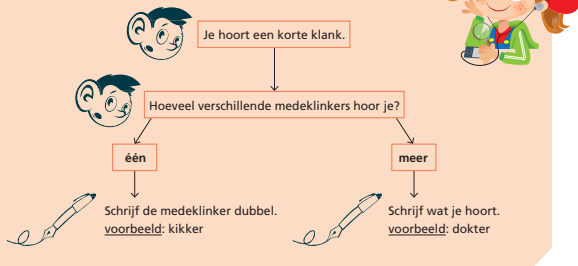 Je hoort een korte klank.
Hoeveel verschillende medeklinkers hoor je?
één
meer
Schrijf de medeklinker dubbel.
voorbeeld: kikker
Schrijf wat je hoort.
voorbeeld: dokter